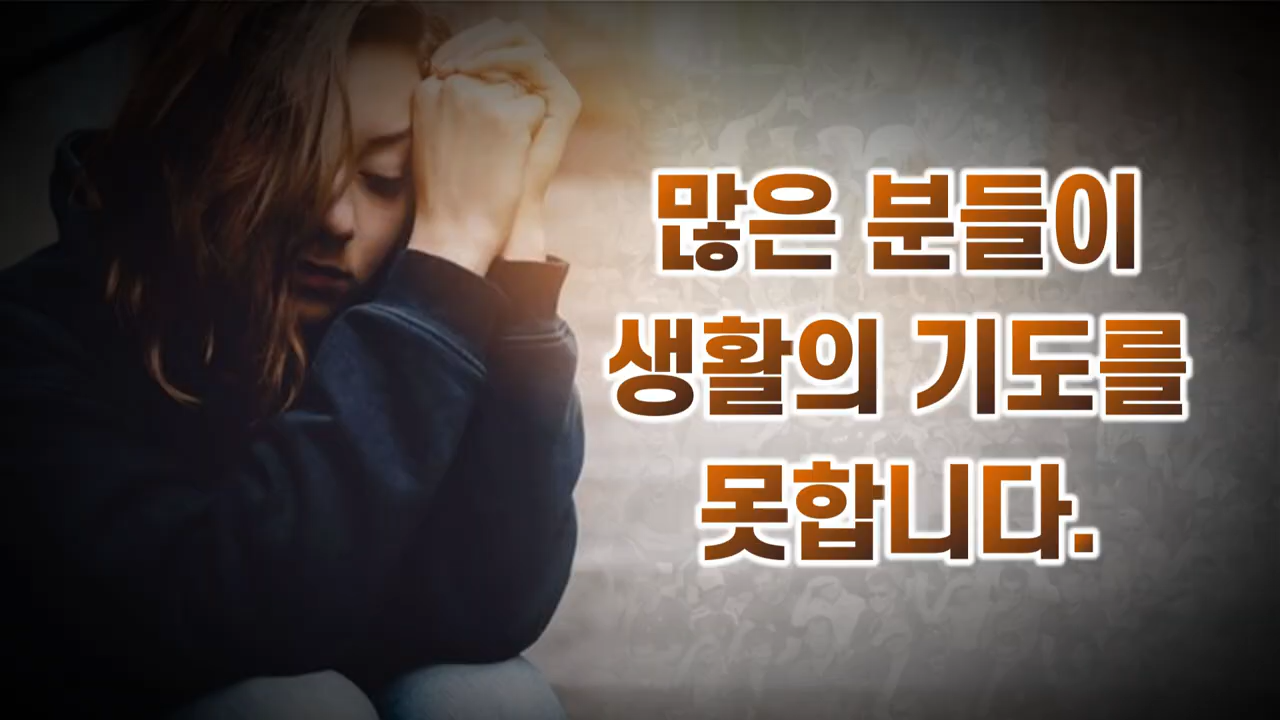 많은 분들이
생활의 기도를
못합니다.